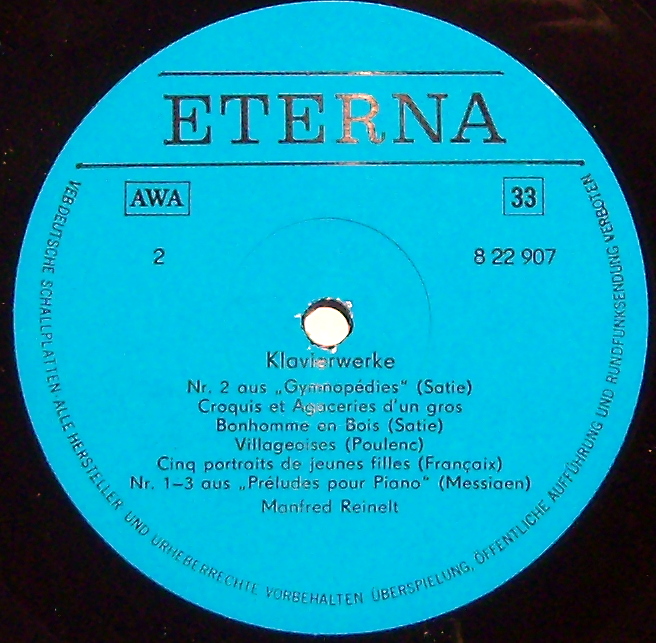 ETERNA
AWA
33
2
8 22 907
Klavierwerke
Nr. 2 aus „Gymnopédies" (Satie)
Croquis et Agaceries d'un gros
Bonhomme en Bois (Satie)
Villageoises (Poulenc)
Cinq portraits de jeunes filles (Françaix)
Nr. 1–3 aus „Préludes pour Piano" (Messiaen)
Manfred Reinelt
VEB DEUTSCHE SCHALLPLATTEN · ALLE HERSTELLER UND URHEBERRECHTE VORBEHALTEN ÜBERSPIELUNG, ÖFFENTLICHE AUFFÜHRUNG UND RUNDFUNKSENDUNG VERBOTEN